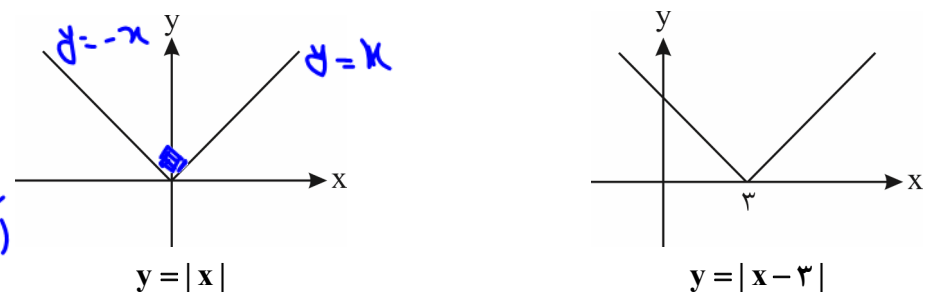 y
y = -x
y = x
x
y = | x |
y
x
۳
y = | x - ۳ |